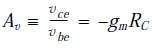 A_v ≡ v_ce / v_be = −g_m R_C